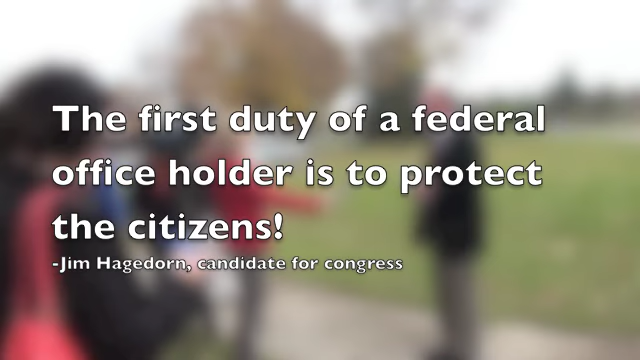 The first duty of a federal
office holder is to protect
the citizens!
-Jim Hagedorn, candidate for congress